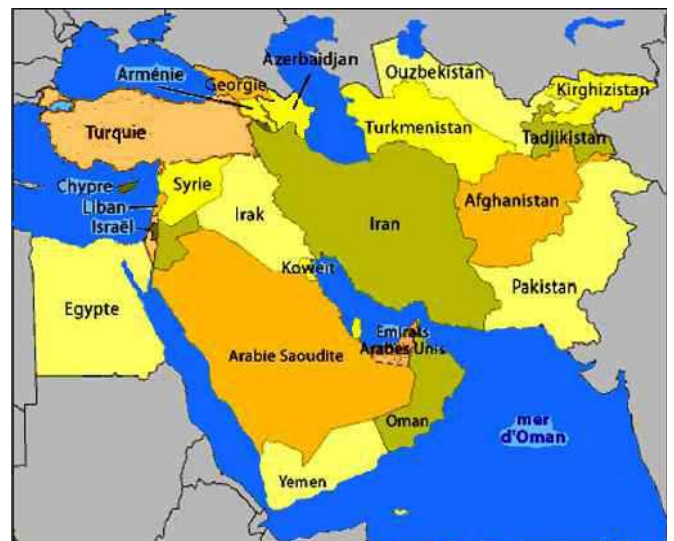 Azerbaidjan
Arménie
Georgie
Ouzbekistan
Kirghizistan
Turkmenistan
Turquie
Tadjikistan
Chypre
Syrie
Afghanistan
Liban
Irak
Iran
Israël
Koweit
Pakistan
Egypte
Emirats
Arabes Unis
Arabie Saoudite
Oman
mer
d'Oman
Yemen